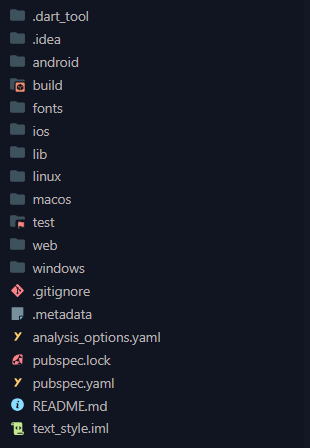 .dart_tool
.idea
android
build
fonts
ios
lib
linux
macos
test
web
windows
.gitignore
.metadata
analysis_options.yaml
pubspec.lock
pubspec.yaml
README.md
text_style.iml